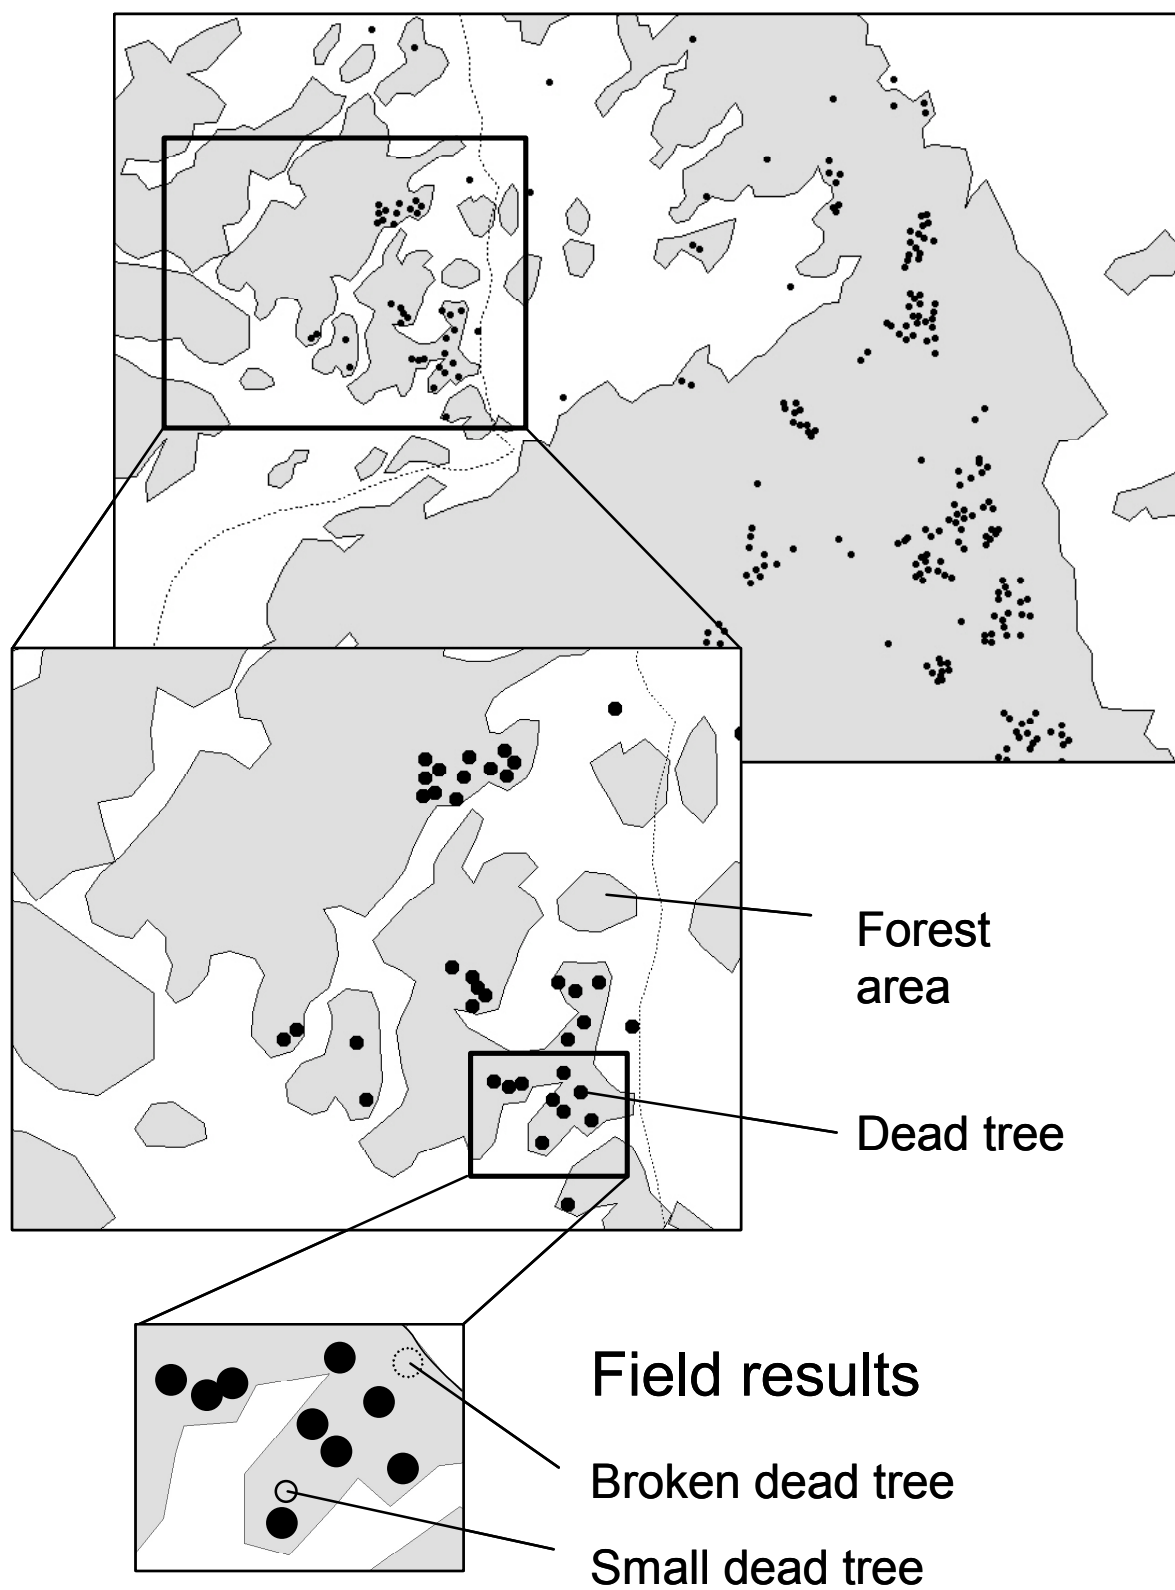 Forest
area
Dead tree
Field results
Broken dead tree
Small dead tree